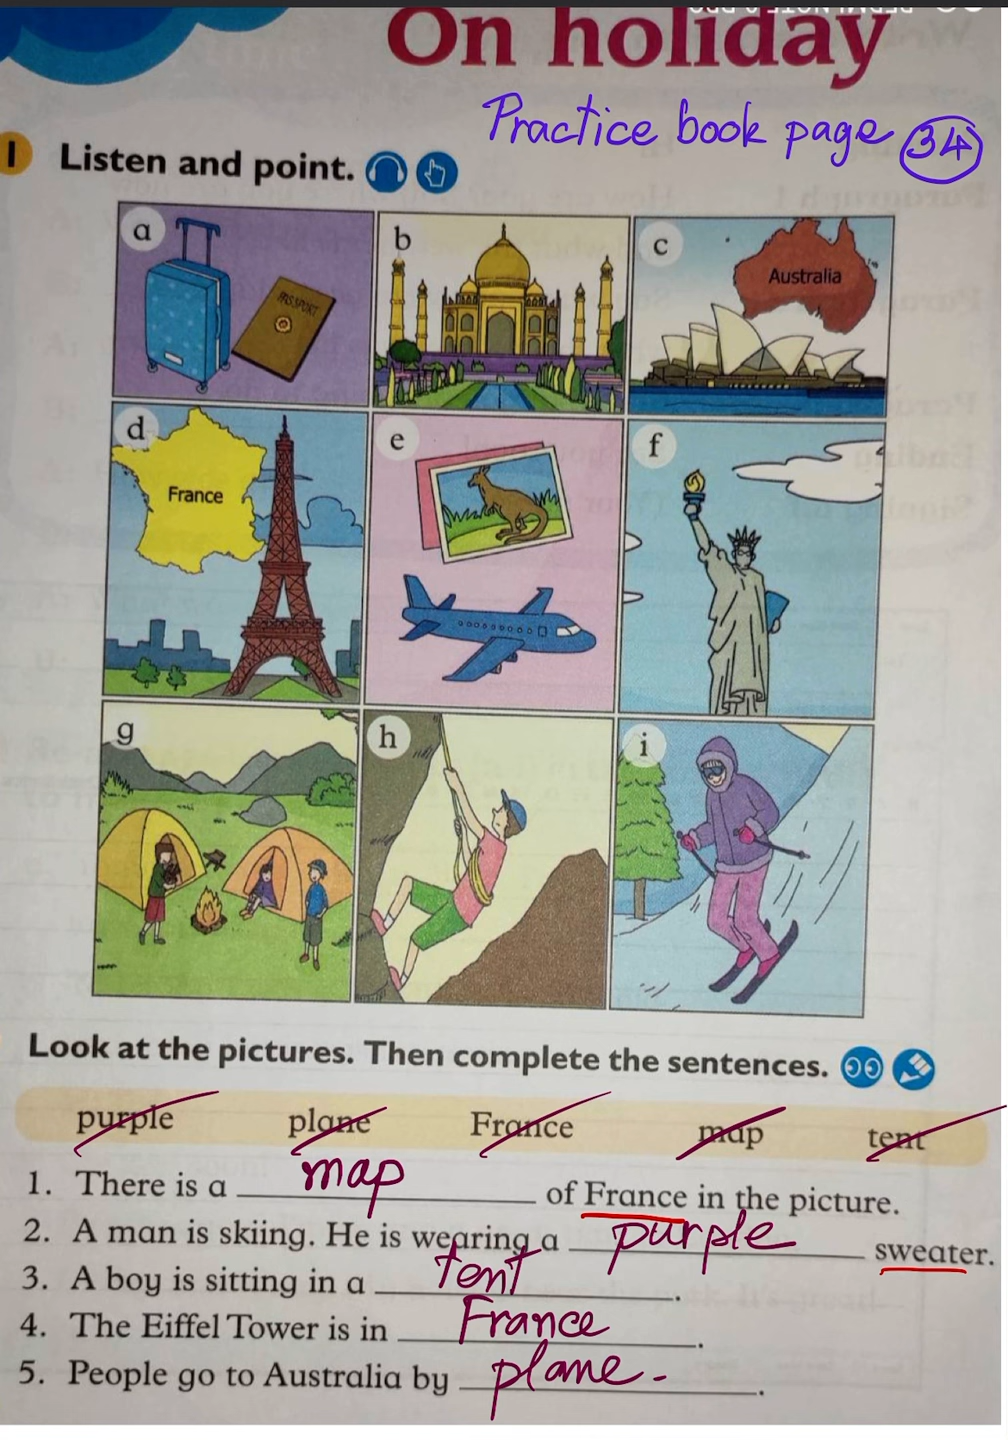 On holiday
Practice book page 34
1 Listen and point.
a
b
c
Australia
PASSPORT
d
France
e
f
g
h
i
Look at the pictures. Then complete the sentences.
purple plane France map tent
1. There is a map of France in the picture.
2. A man is skiing. He is wearing a purple sweater.
3. A boy is sitting in a tent.
4. The Eiffel Tower is in France.
5. People go to Australia by plane.